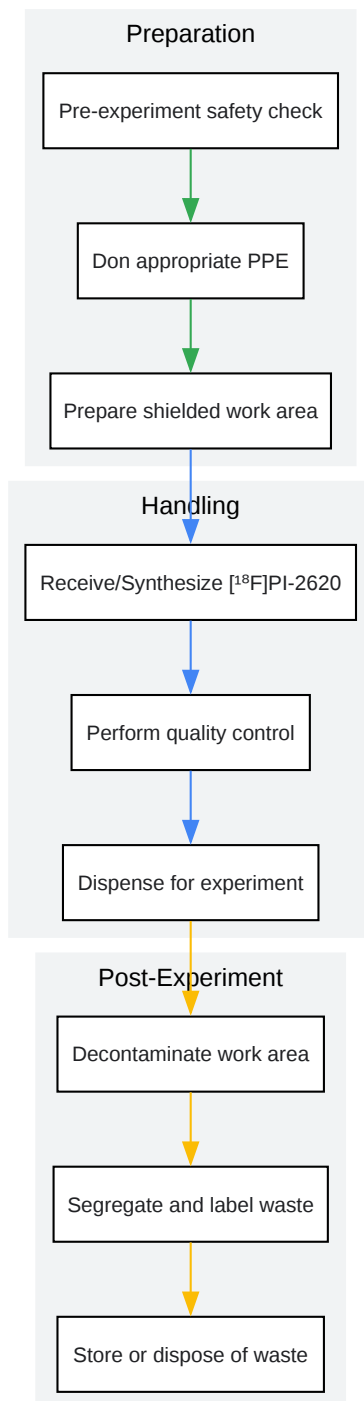 Preparation
Pre-experiment safety check
Don appropriate PPE
Prepare shielded work area
Handling
Receive/Synthesize [¹⁸F]PI-2620
Perform quality control
Dispense for experiment
Post-Experiment
Decontaminate work area
Segregate and label waste
Store or dispose of waste